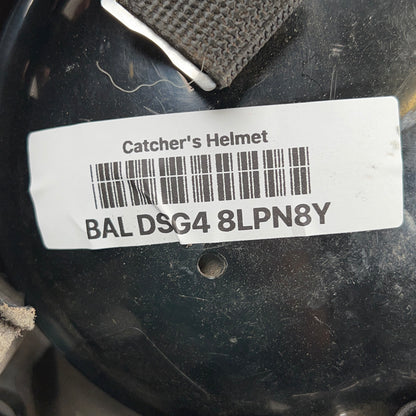 Catcher's Helmet
BAL DSG4 8LPN8Y